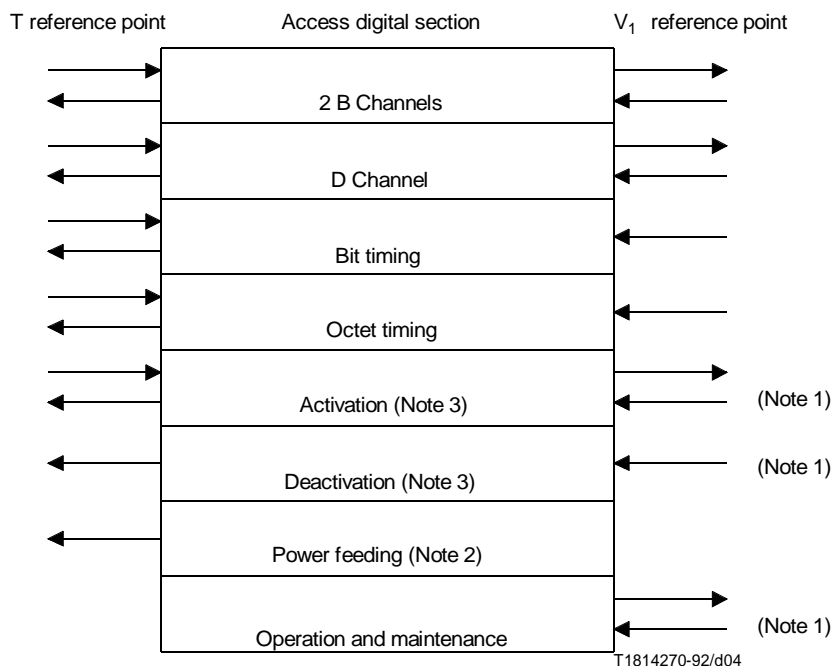 T reference point Access digital section V1 reference point
2 B Channels
D Channel
Bit timing
Octet timing
Activation (Note 3) (Note 1)
Deactivation (Note 3) (Note 1)
Power feeding (Note 2)
Operation and maintenance (Note 1)
T1814270-92/d04